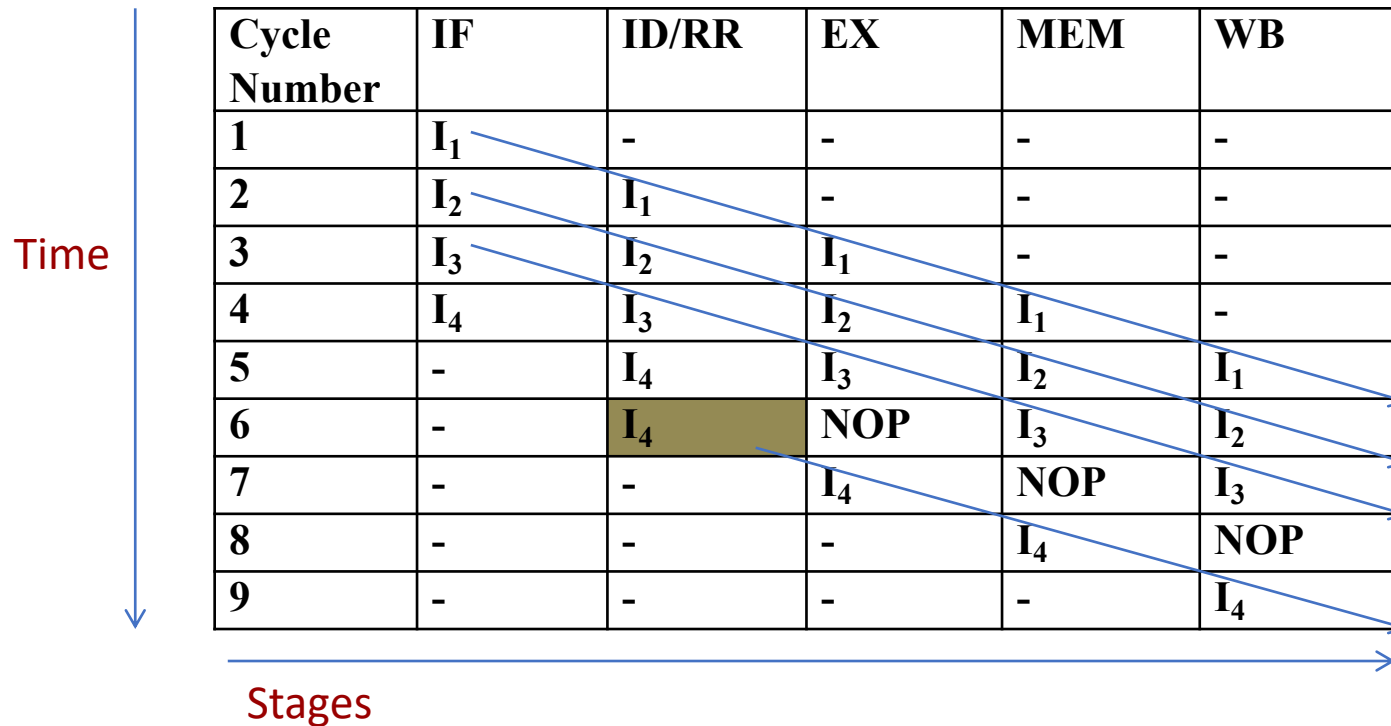 Cycle Number IF ID/RR EX MEM WB
1 I₁ - - - -
2 I₂ I₁ - - -
3 I₃ I₂ I₁ - -
4 I₄ I₃ I₂ I₁ -
5 - I₄ I₃ I₂ I₁
6 - I₄ NOP I₃ I₂
7 - - I₄ NOP I₃
8 - - - I₄ NOP
9 - - - - I₄
Time
Stages